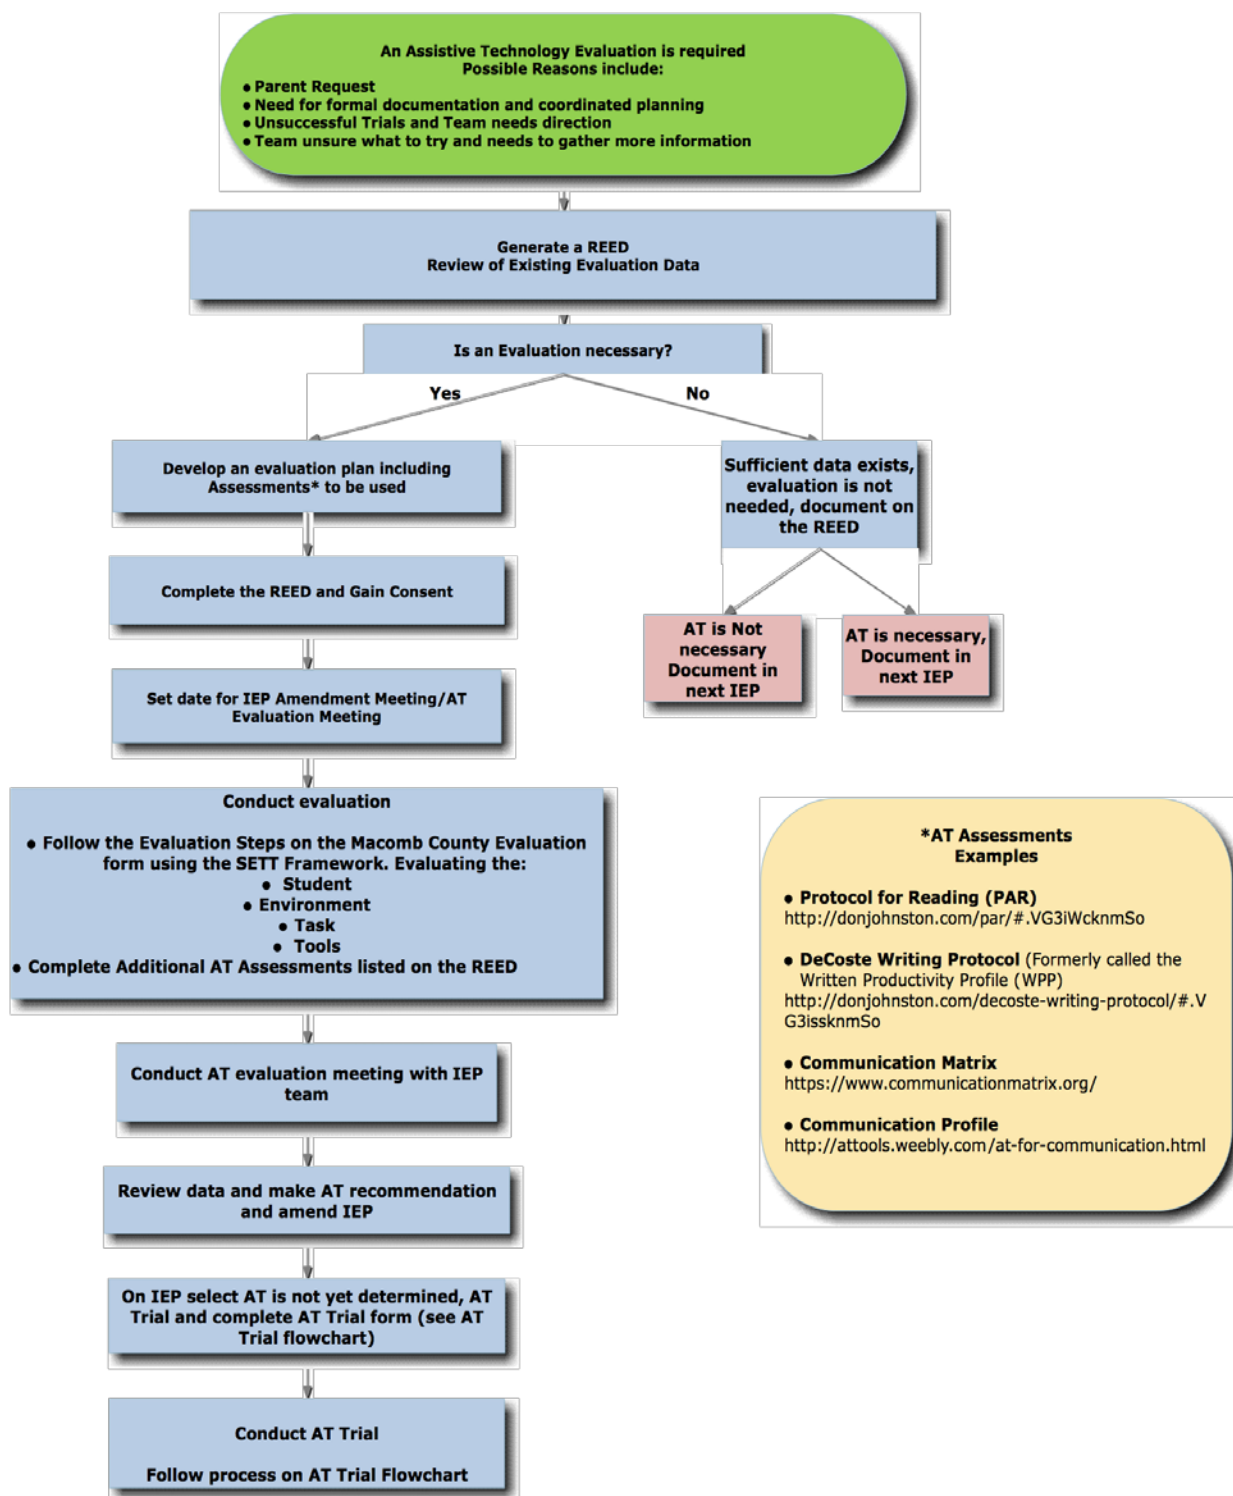 An Assistive Technology Evaluation is required
Possible Reasons include:
● Parent Request
● Need for formal documentation and coordinated planning
● Unsuccessful Trials and Team needs direction
● Team unsure what to try and needs to gather more information
Generate a REED
Review of Existing Evaluation Data
Is an Evaluation necessary?
Yes
No
Develop an evaluation plan including
Assessments* to be used
Sufficient data exists,
evaluation is not
needed, document on
the REED
Complete the REED and Gain Consent
AT is Not
necessary
Document in
next IEP
AT is necessary,
Document in
next IEP
Set date for IEP Amendment Meeting/AT
Evaluation Meeting
Conduct evaluation
● Follow the Evaluation Steps on the Macomb County Evaluation
form using the SETT Framework. Evaluating the:
● Student
● Environment
● Task
● Tools
● Complete Additional AT Assessments listed on the REED
*AT Assessments
Examples
● Protocol for Reading (PAR)
http://donjohnston.com/par/#.VG3iWcknmSo
● DeCoste Writing Protocol (Formerly called the
Written Productivity Profile (WPP)
http://donjohnston.com/decoste-writing-protocol/#.V
G3issknmSo
● Communication Matrix
https://www.communicationmatrix.org/
● Communication Profile
http://attools.weebly.com/at-for-communication.html
Conduct AT evaluation meeting with IEP
team
Review data and make AT recommendation
and amend IEP
On IEP select AT is not yet determined, AT
Trial and complete AT Trial form (see AT
Trial flowchart)
Conduct AT Trial
Follow process on AT Trial Flowchart